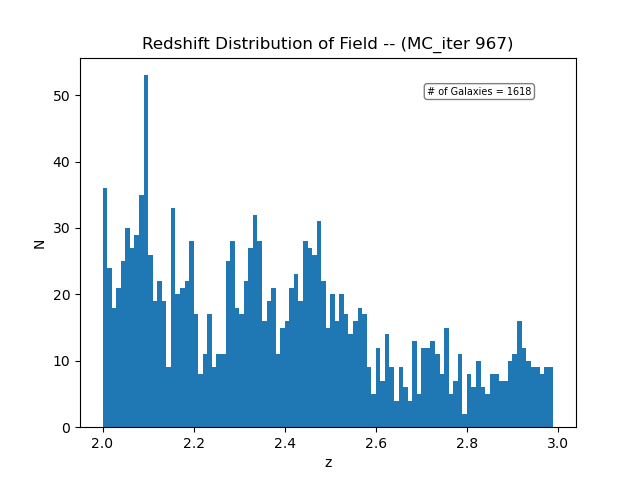 Redshift Distribution of Field -- (MC_iter 967)
# of Galaxies = 1618
50
40
30
20
10
0
N
2.0 2.2 2.4 2.6 2.8 3.0
z